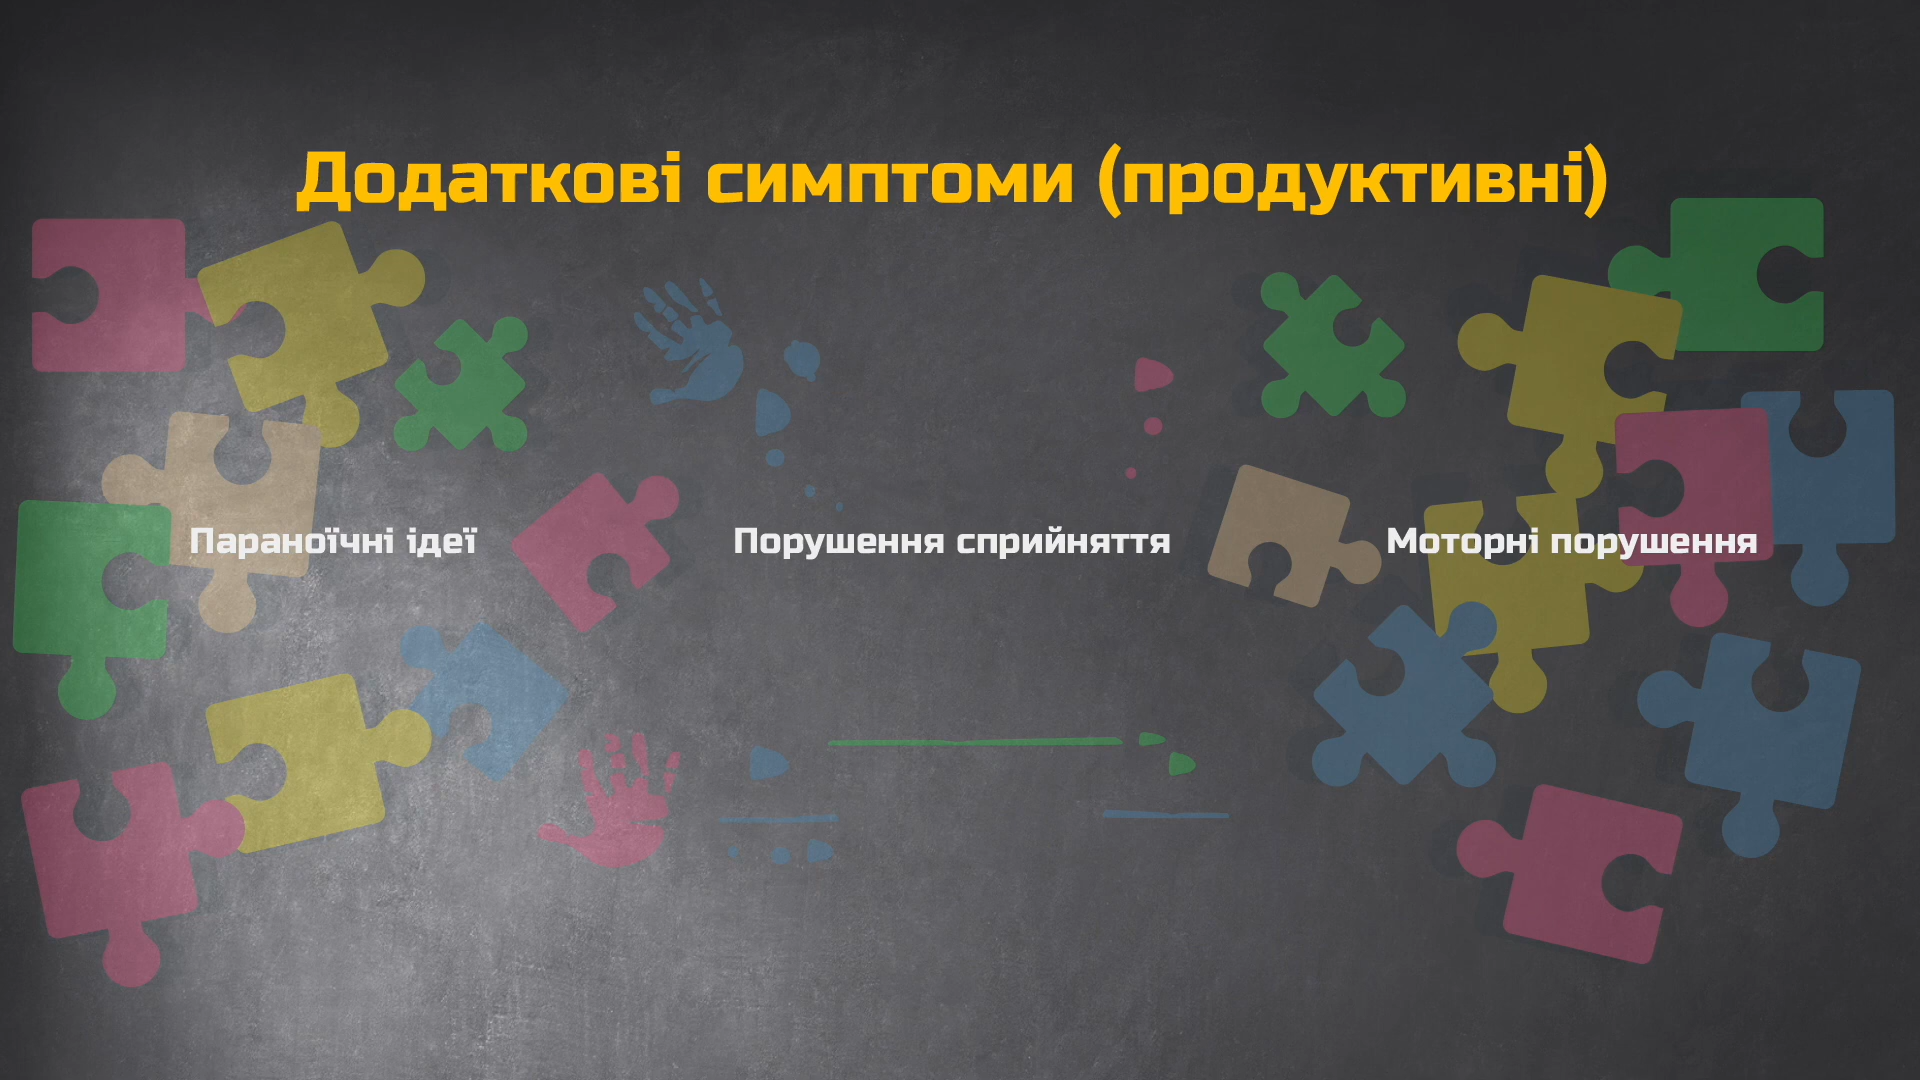 Додаткові симптоми (продуктивні)
Параноїчні ідеї
Порушення сприйняття
Моторні порушення